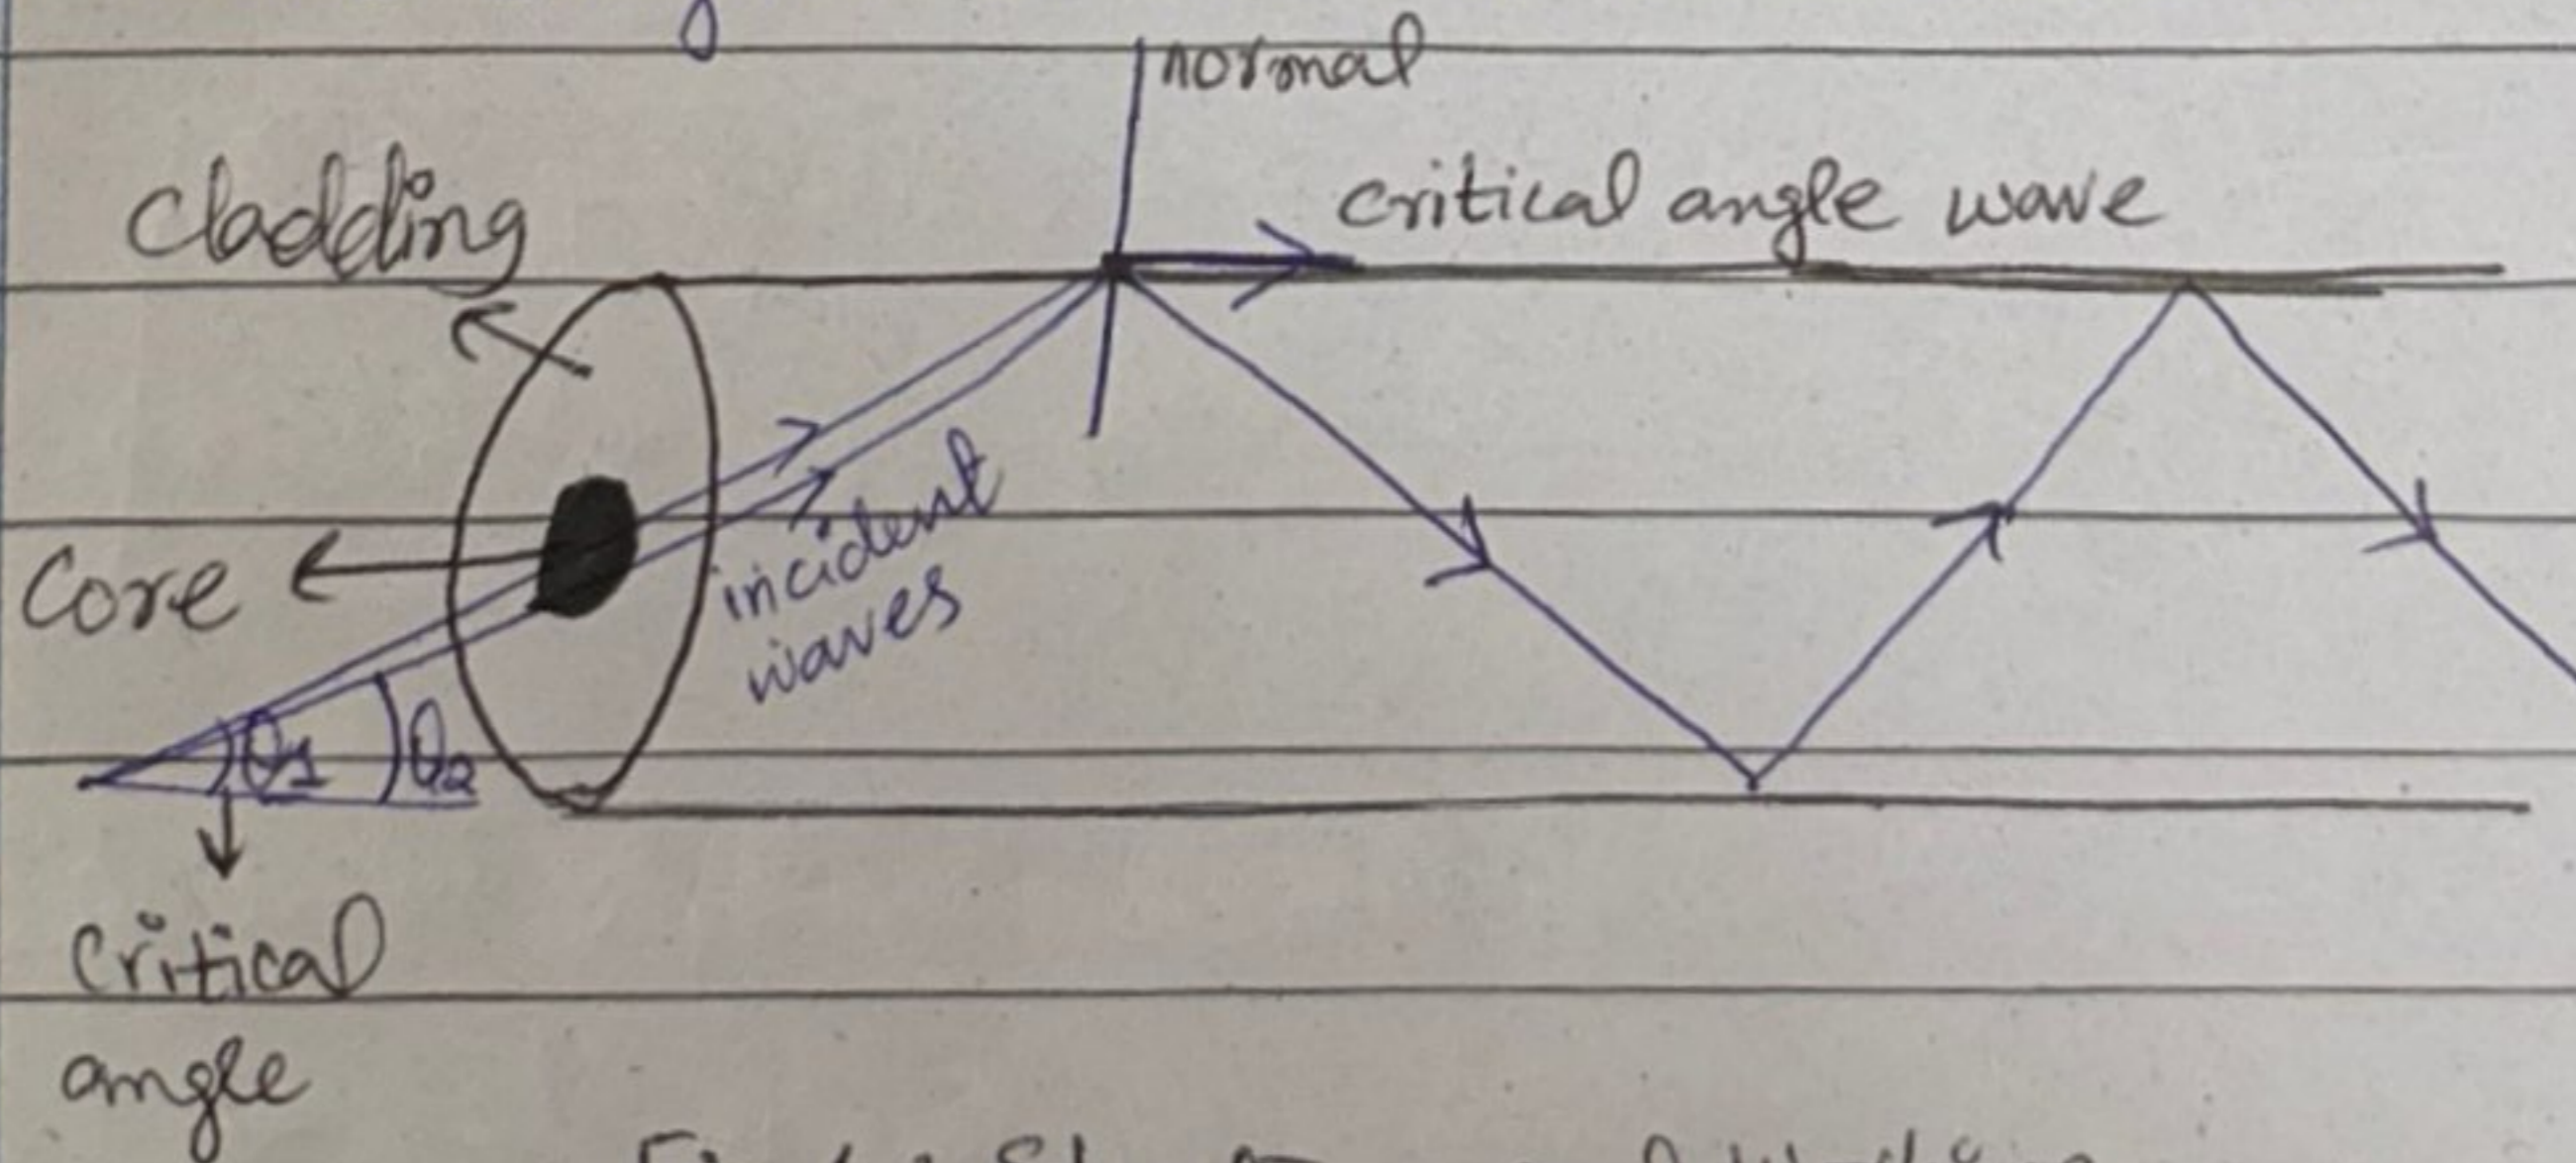 normal
Cladding
critical angle wave
Core
incident
waves
θ1
θ2
Critical
angle